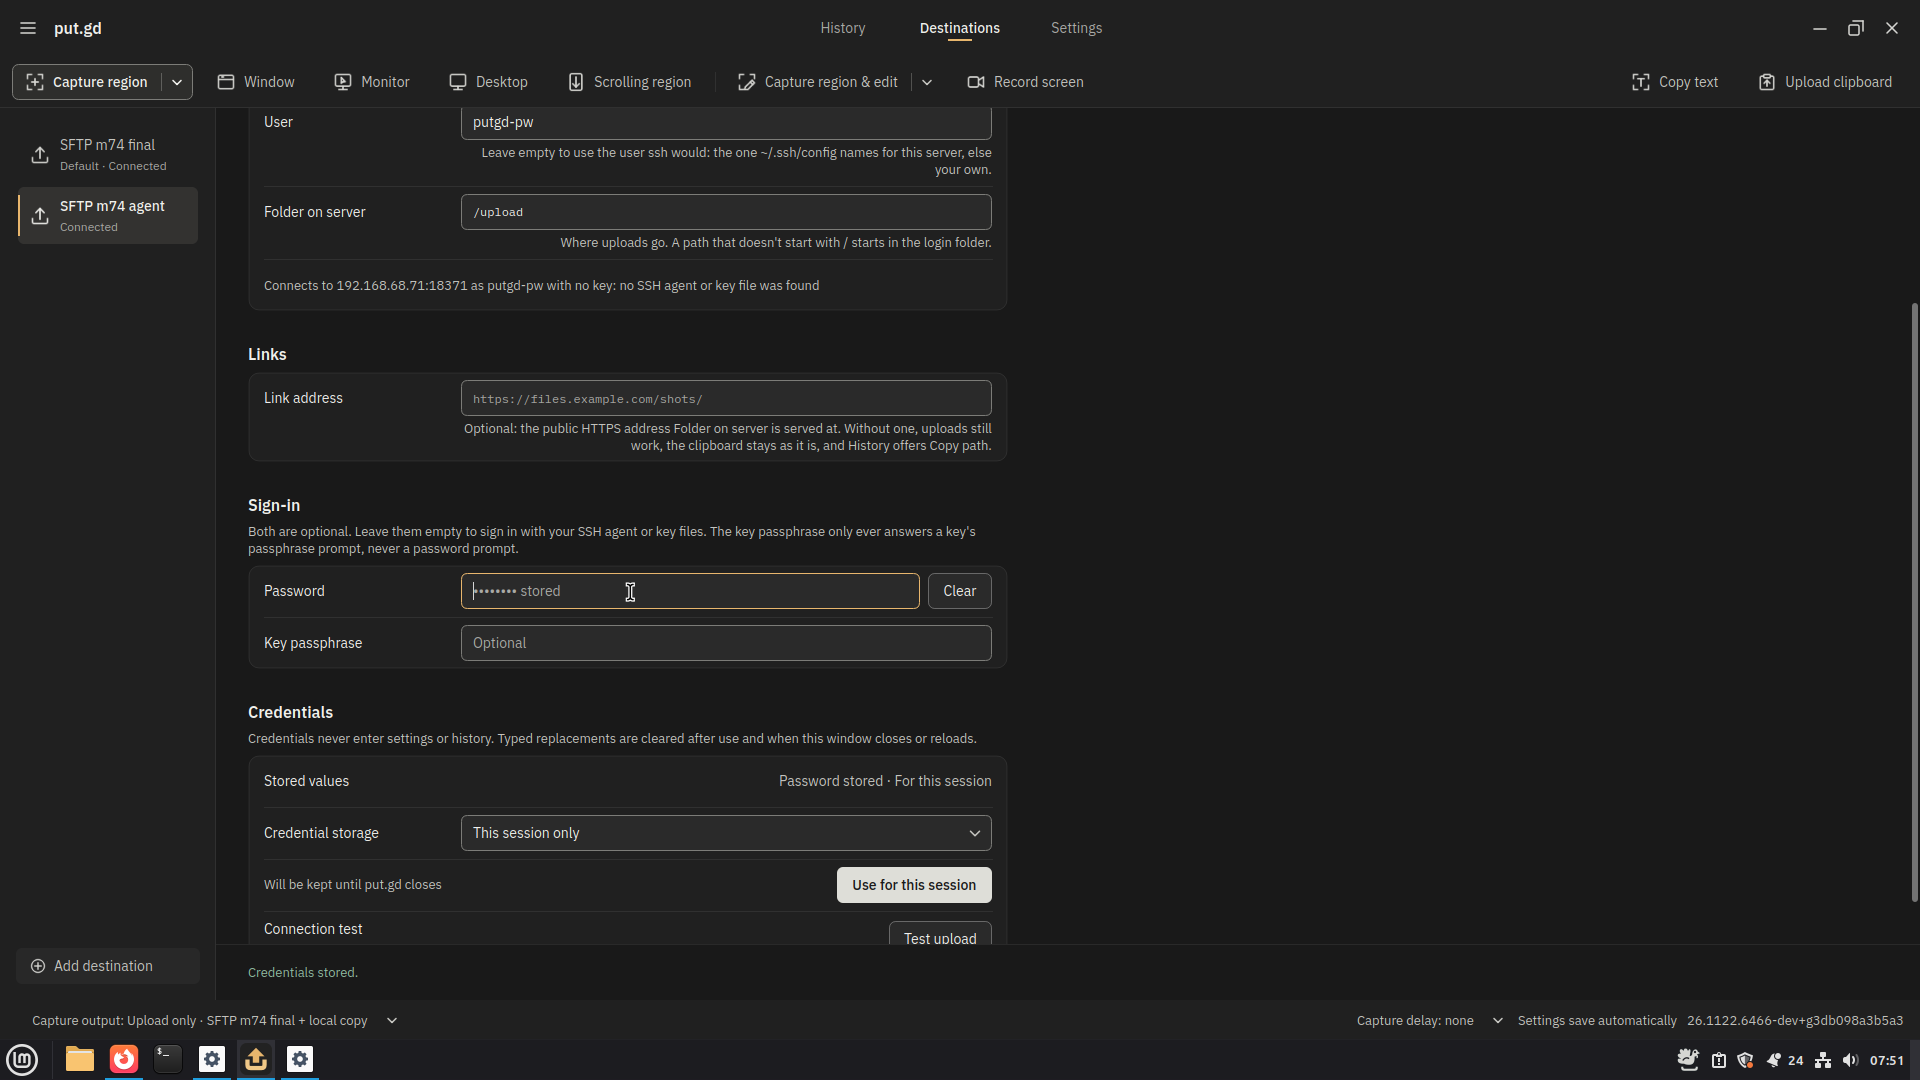 put.gd
History
Destinations
Settings
Capture region
Window
Monitor
Desktop
Scrolling region
Capture region & edit
Record screen
Copy text
Upload clipboard
SFTP m74 final
Default · Connected
SFTP m74 agent
Connected
Add destination
User
putgd-pw
Leave empty to use the user ssh would: the one ~/.ssh/config names for this server, else
your own.
Folder on server
/upload
Where uploads go. A path that doesn't start with / starts in the login folder.
Connects to 192.168.68.71:18371 as putgd-pw with no key: no SSH agent or key file was found
Links
Link address
https://files.example.com/shots/
Optional: the public HTTPS address Folder on server is served at. Without one, uploads still
work, the clipboard stays as it is, and History offers Copy path.
Sign-in
Both are optional. Leave them empty to sign in with your SSH agent or key files. The key passphrase only ever answers a key's
passphrase prompt, never a password prompt.
Password
•••••••• stored
Clear
Key passphrase
Optional
Credentials
Credentials never enter settings or history. Typed replacements are cleared after use and when this window closes or reloads.
Stored values
Password stored · For this session
Credential storage
This session only
Will be kept until put.gd closes
Use for this session
Connection test
Test upload
Credentials stored.
Capture output: Upload only · SFTP m74 final + local copy
Capture delay: none
Settings save automatically
26.1122.6466-dev+g3db098a3b5a3
24
07:51